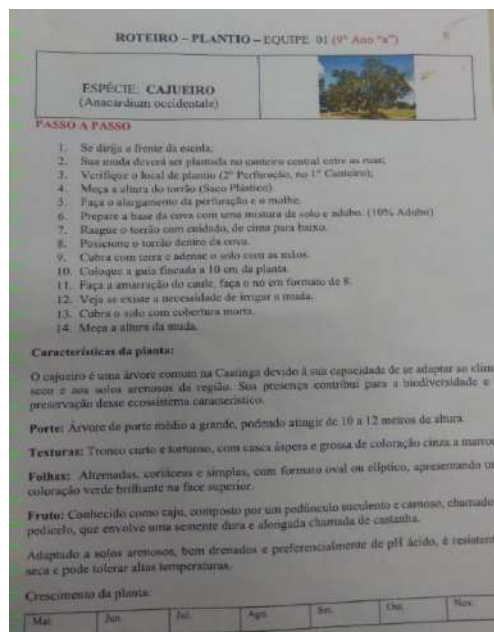 ROTEIRO – PLANTIO – EQUIPE 01 (9º Ano "a")
ESPÉCIE: CAJUEIRO
(Anacardium occidentale)
PASSO A PASSO
1. Se dirija a frente da escola;
2. Sua muda deverá ser plantada no canteiro central entre as ruas;
3. Verifique o local de plantio (2º Perfuração, no 1º Canteiro);
4. Meça a altura do torrão (Saco Plástico)
5. Faça o alargamento da perfuração e o molhe;
6. Prepare a base da cova com uma mistura de solo e adubo. (10% Adubo)
7. Rasgue o torrão com cuidado, de cima para baixo.
8. Posicione o torrão dentro da cova.
9. Cubra com terra e adense o solo com as mãos.
10. Coloque a guia fincada a 10 cm da planta.
11. Faça a amarração do caule, faça o nó em formato de 8.
12. Veja se existe a necessidade de irrigar a muda.
13. Cubra o solo com cobertura morta.
14. Meça a altura da muda.
Características da planta:
O cajueiro é uma árvore comum na Caatinga devido à sua capacidade de se adaptar ao clim
seco e aos solos arenosos da região. Sua presença contribui para a biodiversidade e
preservação desse ecossistema característico.
Porte: Árvore de porte médio a grande, podendo atingir de 10 a 12 metros de altura.
Texturas: Tronco curto e tortuoso, com casca áspera e grossa de coloração cinza a marrom
Folhas: Alternadas, coriáceas e simples, com formato oval ou elíptico, apresentando um
coloração verde brilhante na face superior.
Fruto: Conhecido como caju, composto por um pedúnculo suculento e carnoso, chamado
pedicelo, que envolve uma semente dura e alongada chamada de castanha.
Adaptado a solos arenosos, bem drenados e preferencialmente de pH ácido, é resistent
seca e pode tolerar altas temperaturas.
Crescimento da planta:
Mai. Jun. Jul. Ago. Set. Out. Nov.